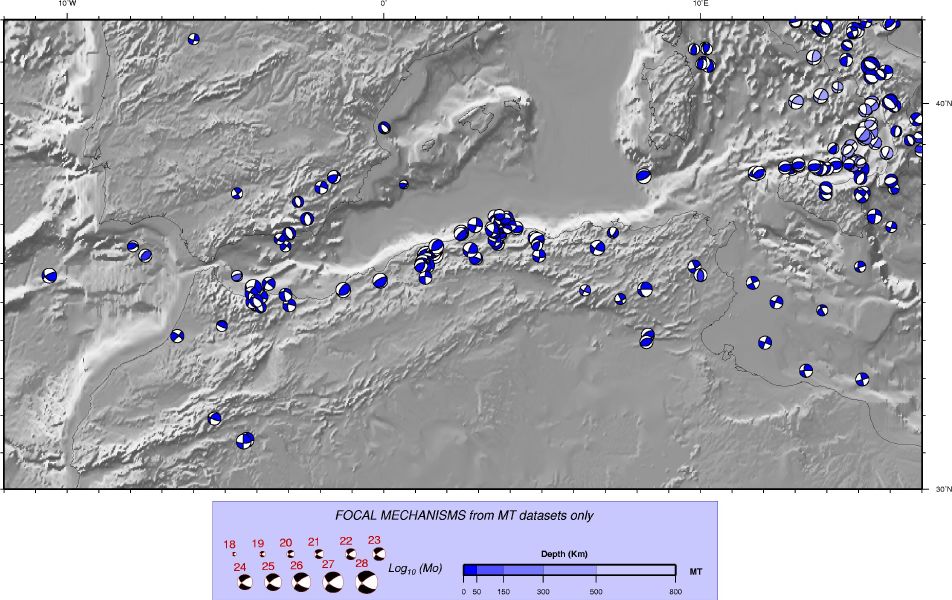 10˚W 0˚ 10˚E
40˚N
30˚N
FOCAL MECHANISMS from MT datasets only
18 19 20 21 22 23
24 25 26 27 28
Log10 (Mo)
Depth (Km)
MT
0 50 150 300 500 800